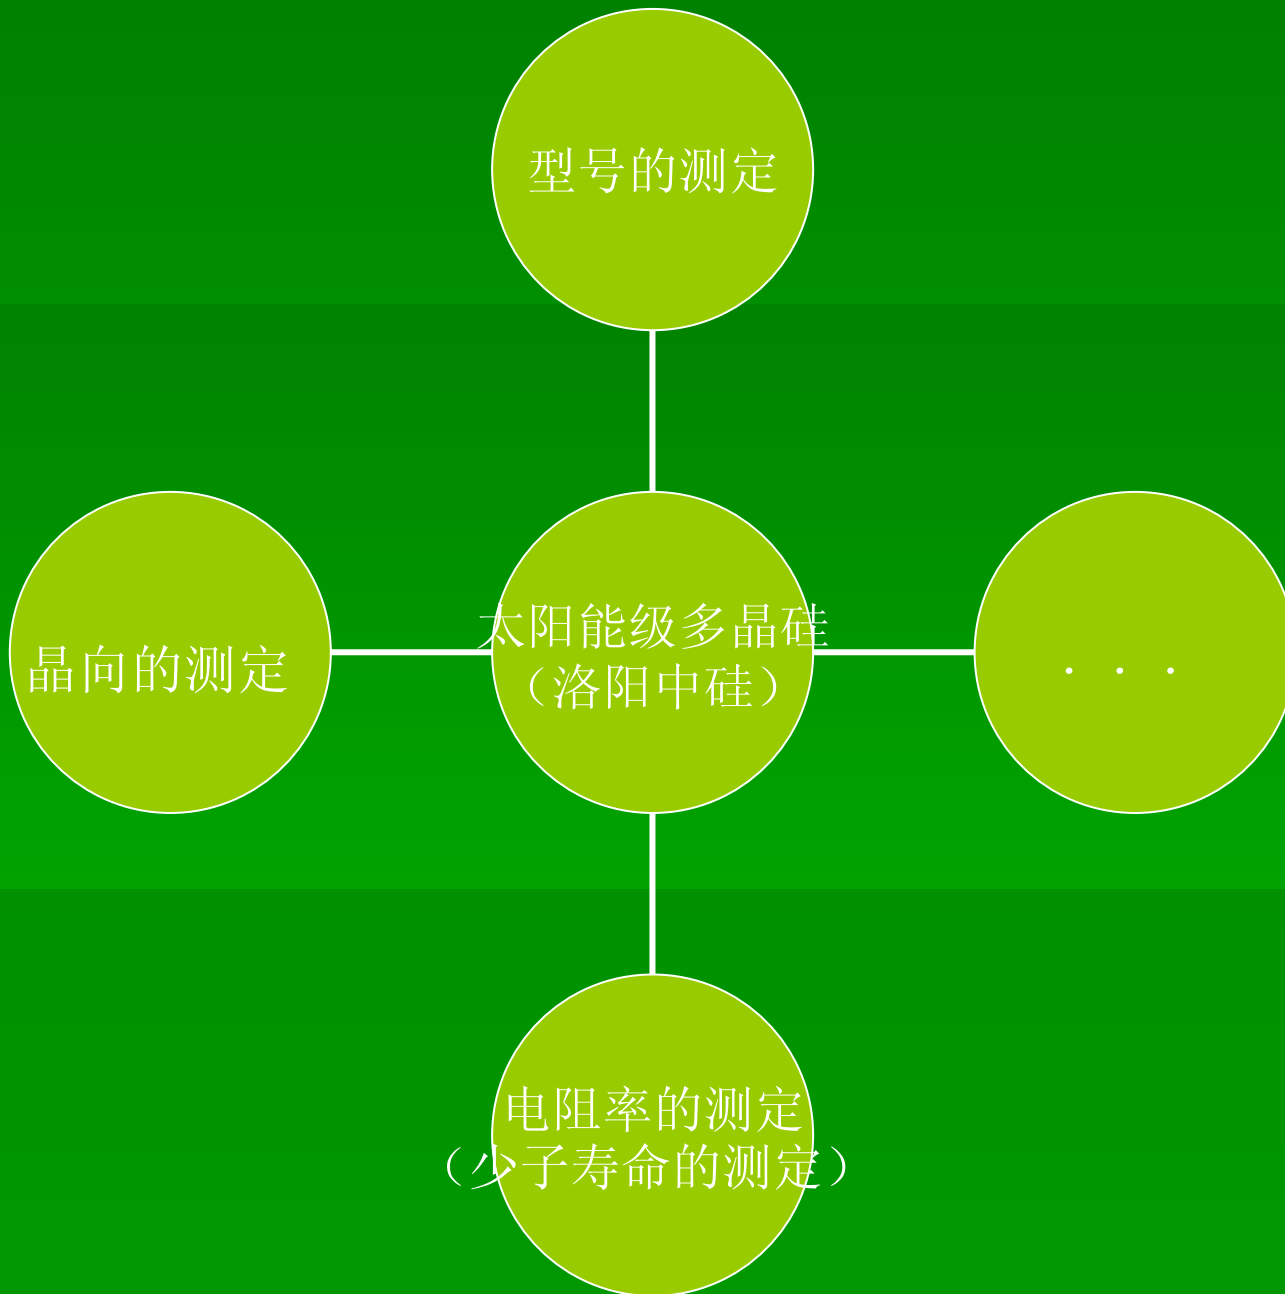 型号的测定
太阳能级多晶硅
（洛阳中硅）
晶向的测定
. . .
电阻率的测定
（少子寿命的测定）